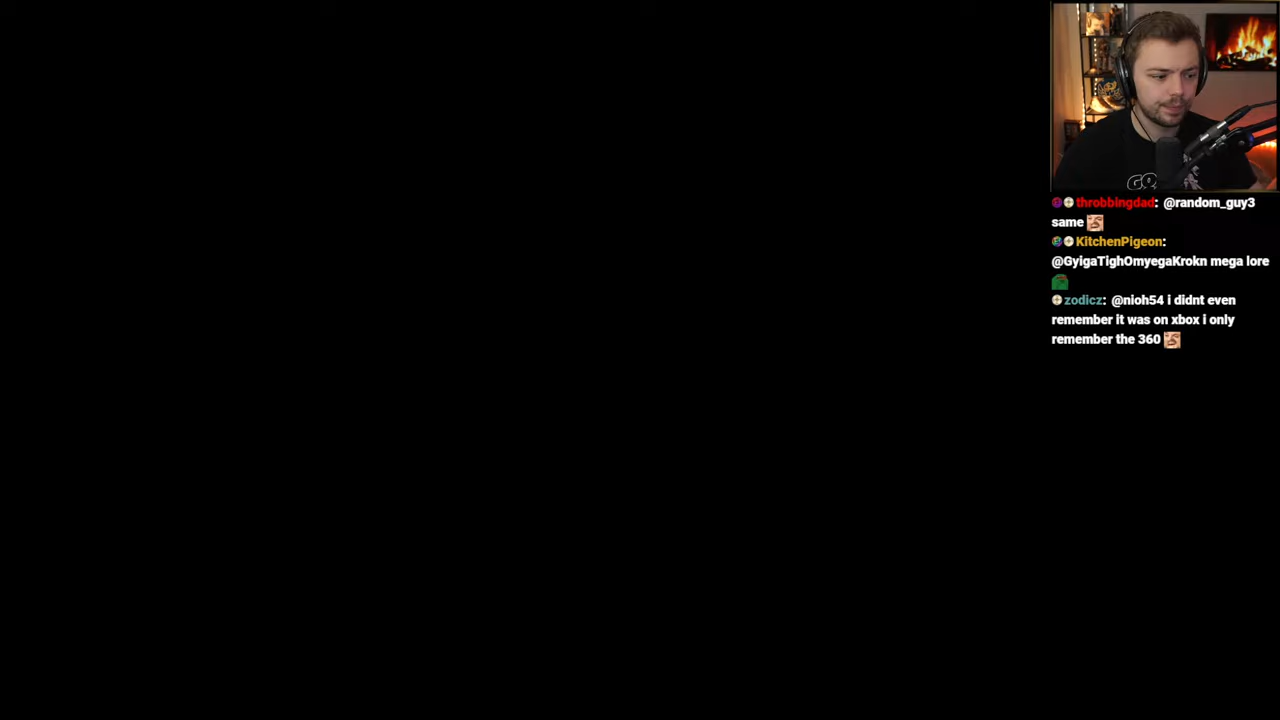 throbbingdad: @random_guy3
same
KitchenPigeon:
@GyigaTighOmyegaKrokn mega lore
zodicz: @nioh54 i didnt even
remember it was on xbox i only
remember the 360